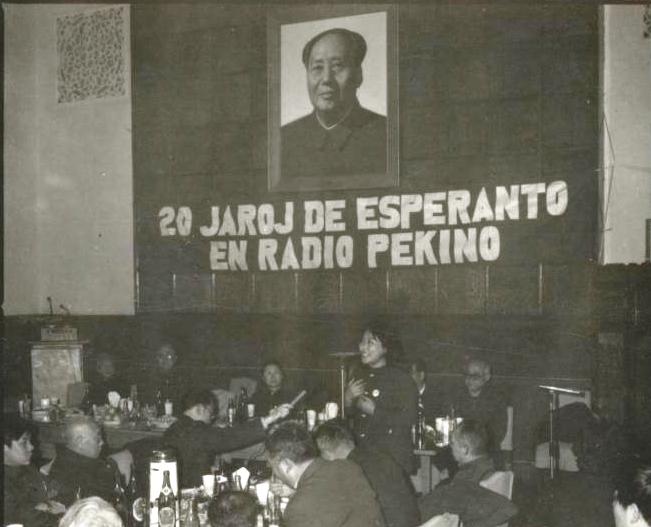 20 JAROJ DE ESPERANTO
EN RADIO PEKINO